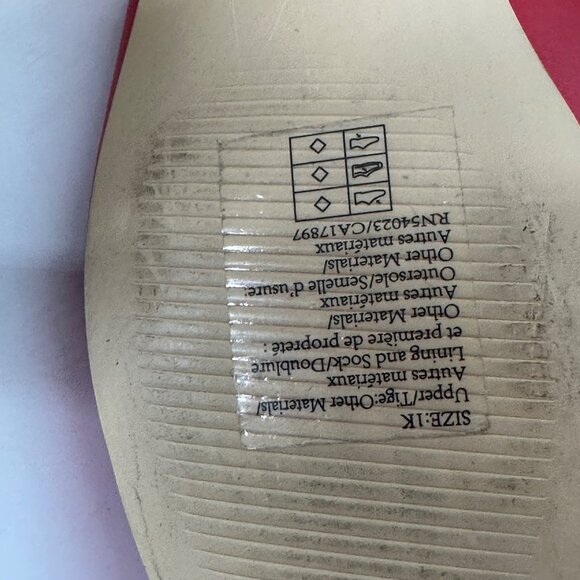 SIZE:1K
Upper/Tige:Other Materials/
Autres matériaux
Lining and Sock/Doublure
et première de propreté :
Other Materials/
Autres matériaux
Outersole/Semelle d'usure:
Other Materials/
Autres matériaux
RN54023/CA17897